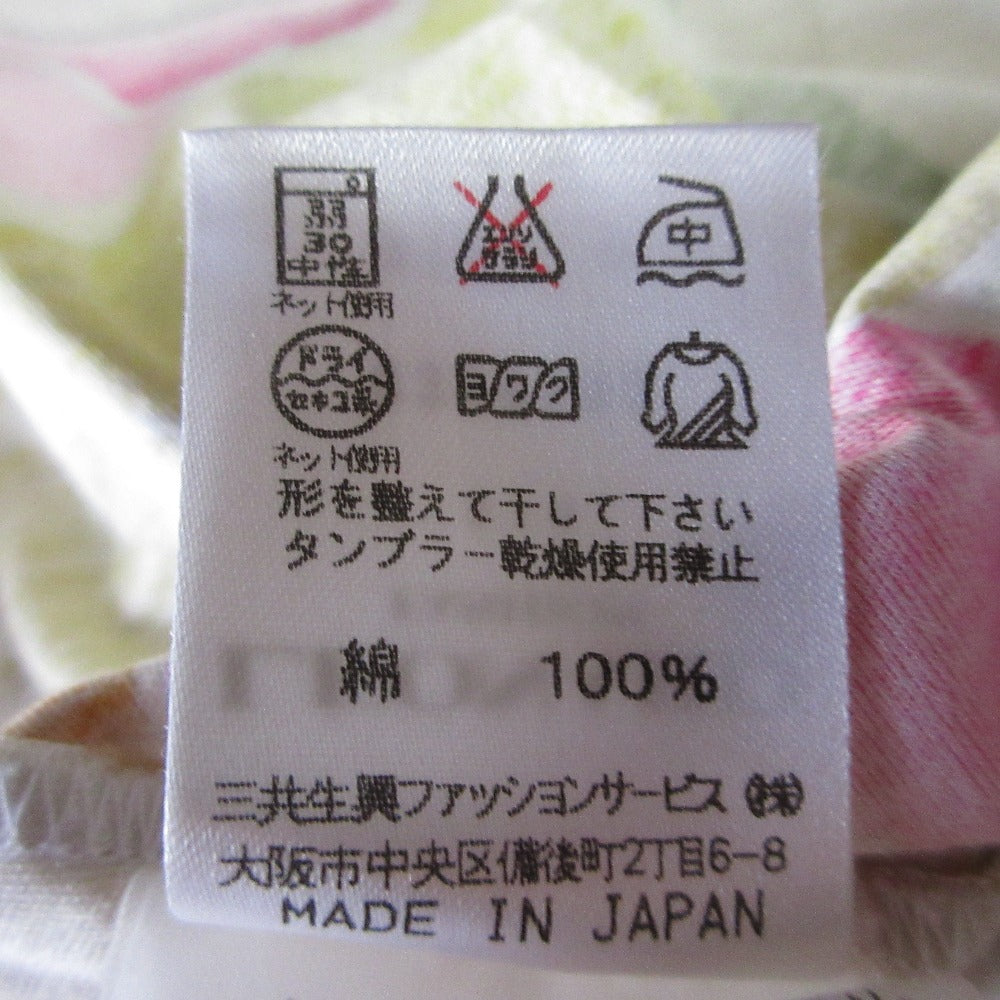 弱
30
中性
ネット使用
エンソ
サラシ
中
ドライ
セキユ系
ネット使用
ヨワク
形を整えて干して下さい
タンブラー乾燥使用禁止
綿 100%
三共生興ファッションサービス ㈱
大阪市中央区備後町2丁目6-8
MADE IN JAPAN